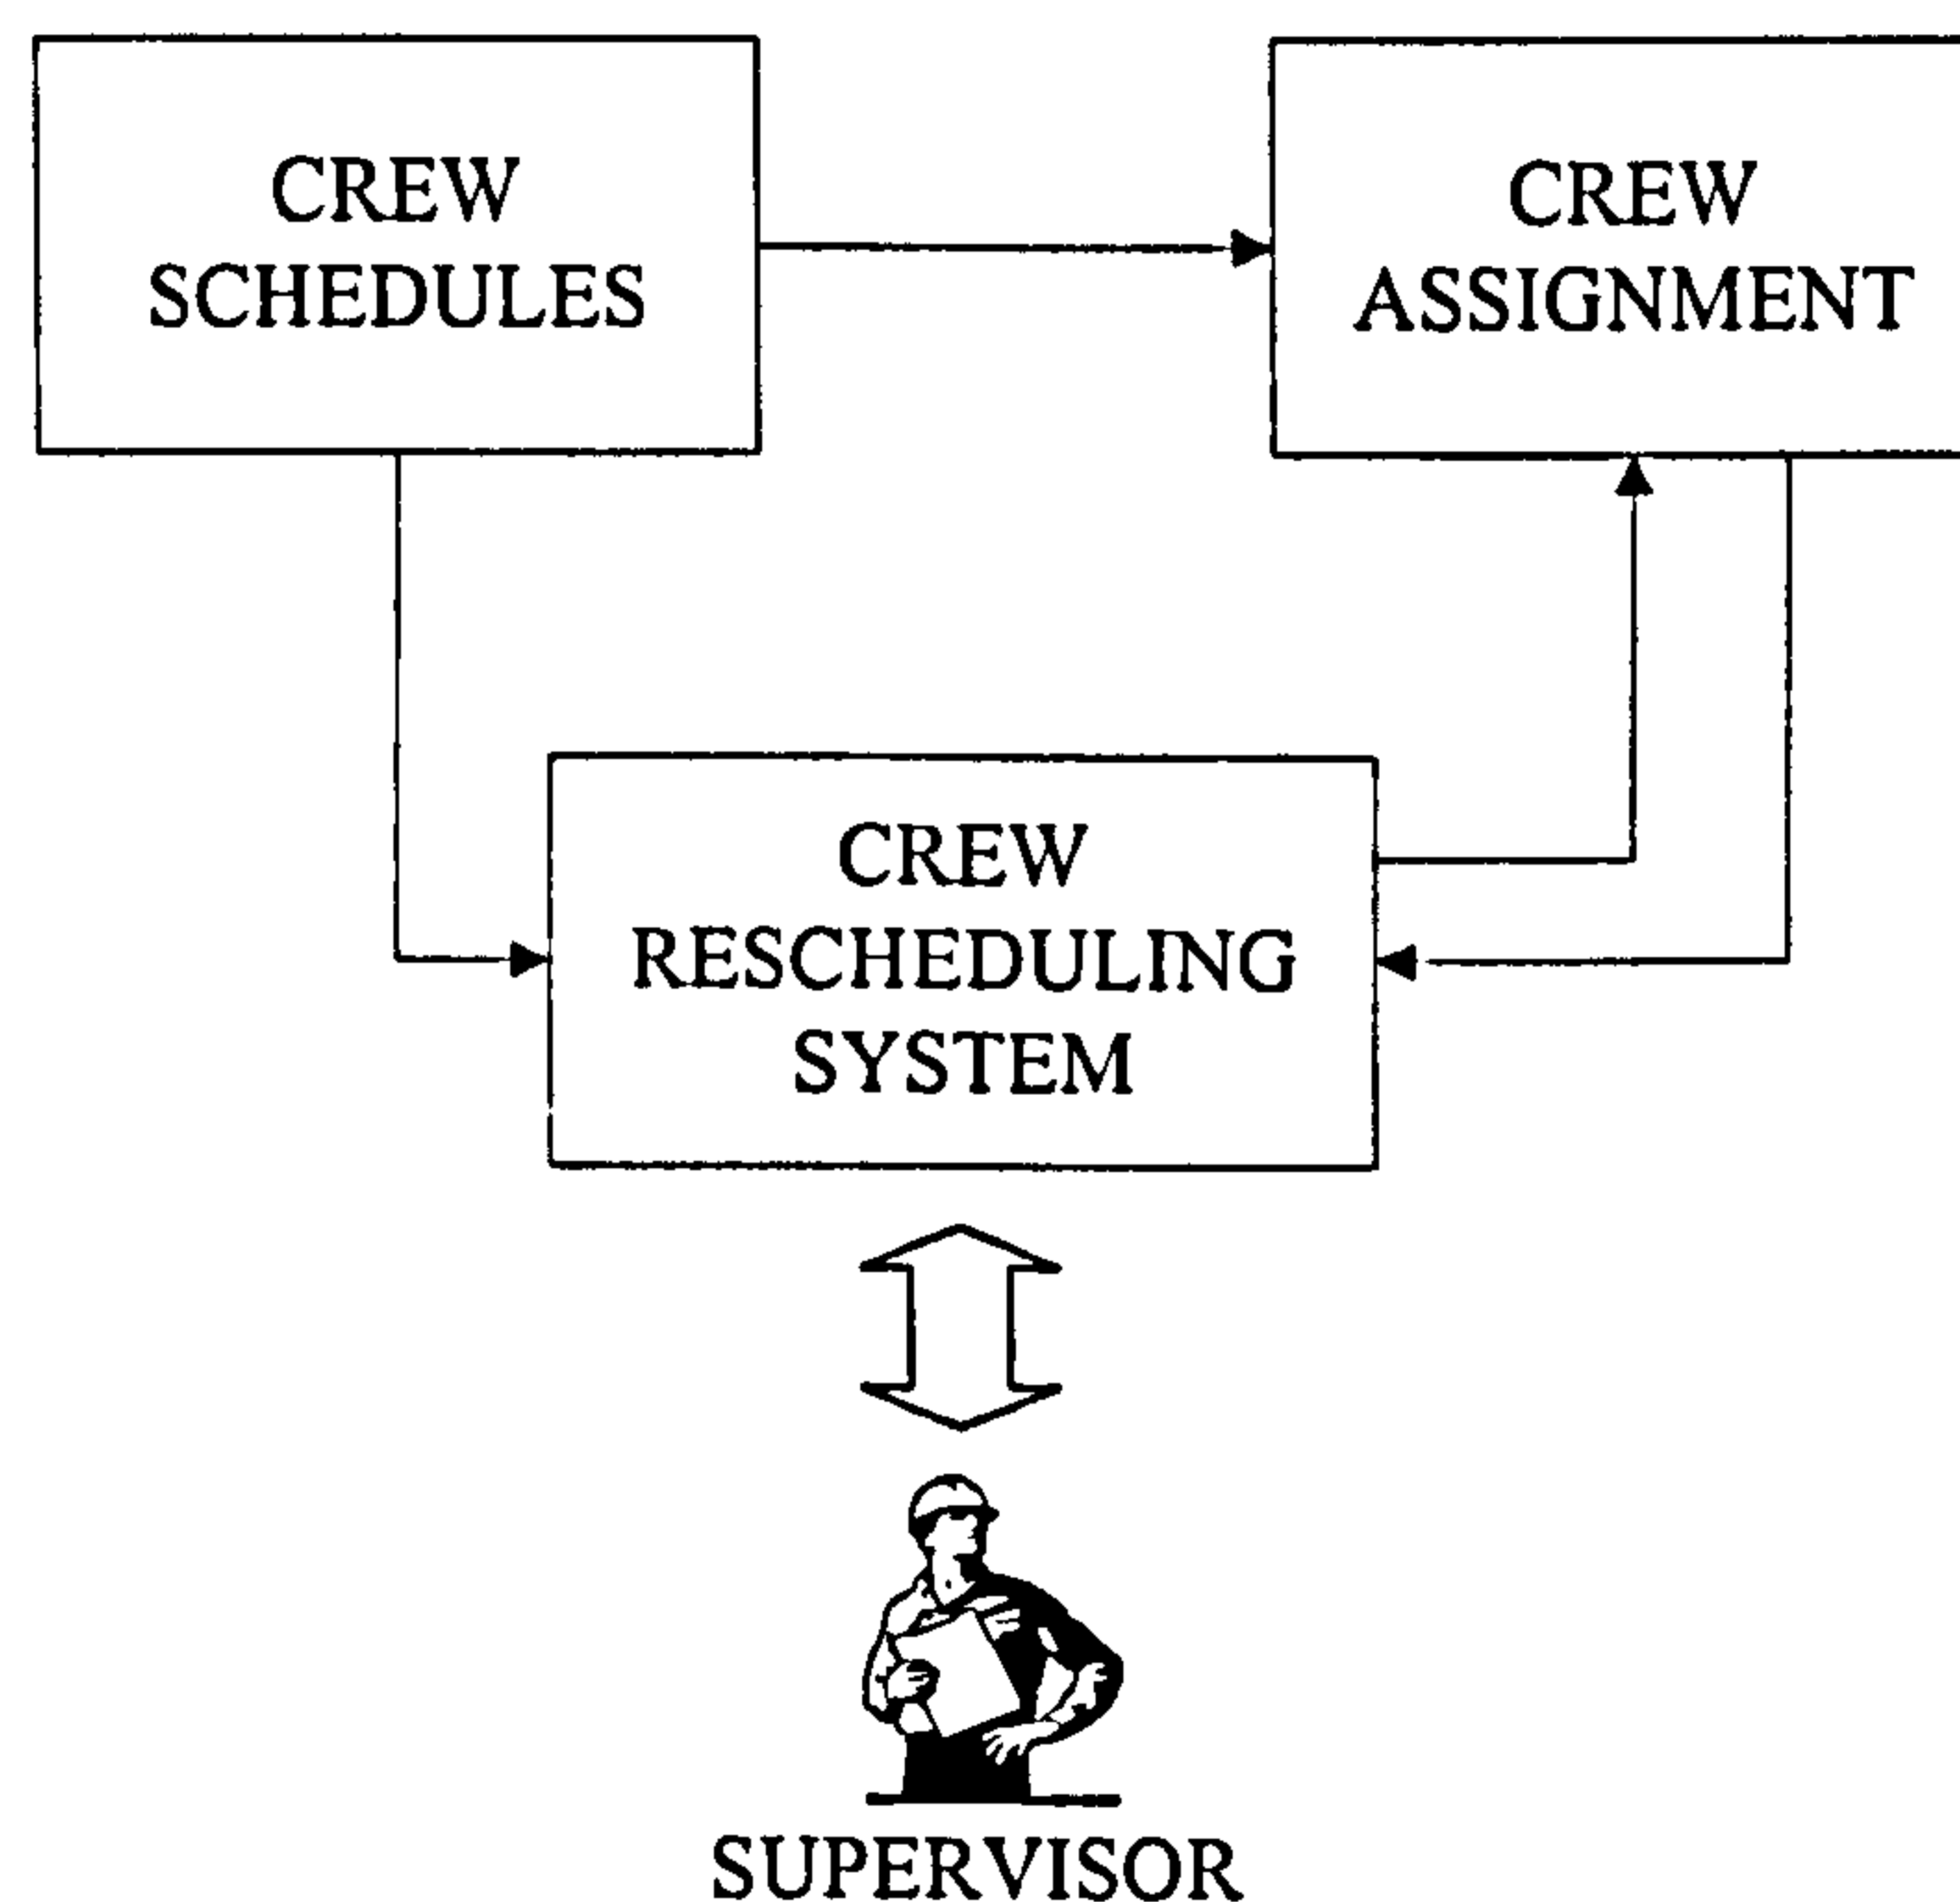 CREW
SCHEDULES
CREW
ASSIGNMENT
CREW
RESCHEDULING
SYSTEM
SUPERVISOR